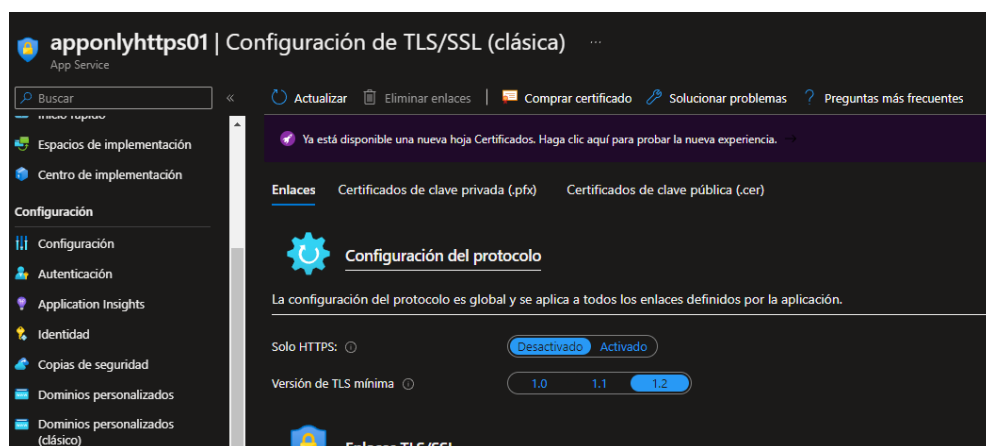 apponlyhttps01 | Configuración de TLS/SSL (clásica) ...
App Service
Buscar
«
Actualizar Eliminar enlaces Comprar certificado Solucionar problemas Preguntas más frecuentes
Inicio rápido
Espacios de implementación
Centro de implementación
Configuración
Configuración
Autenticación
Application Insights
Identidad
Copias de seguridad
Dominios personalizados
Dominios personalizados
(clásico)
Ya está disponible una nueva hoja Certificados. Haga clic aquí para probar la nueva experiencia. →
Enlaces Certificados de clave privada (.pfx) Certificados de clave pública (.cer)
Configuración del protocolo
La configuración del protocolo es global y se aplica a todos los enlaces definidos por la aplicación.
Solo HTTPS: Desactivado Activado
Versión de TLS mínima 1.0 1.1 1.2
Enlaces TLS/SSL